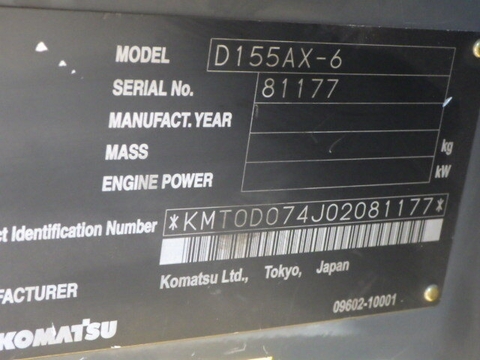 MODEL D155AX-6
SERIAL No. 81177
MANUFACT. YEAR
MASS kg
ENGINE POWER kW
ct Identification Number *KMT0D074J02081177*
Komatsu Ltd., Tokyo, Japan
FACTURER
09602-10001
KOMATSU